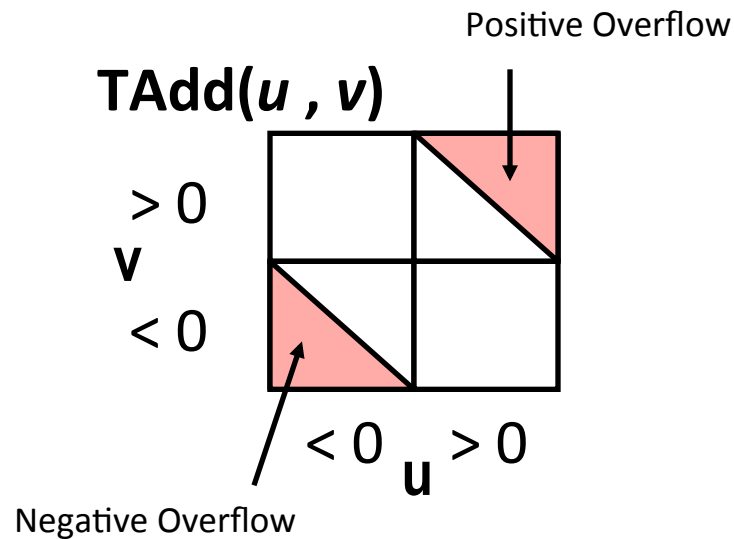 Positive Overflow
TAdd(u , v)
> 0
v
< 0
< 0
u
> 0
Negative Overflow